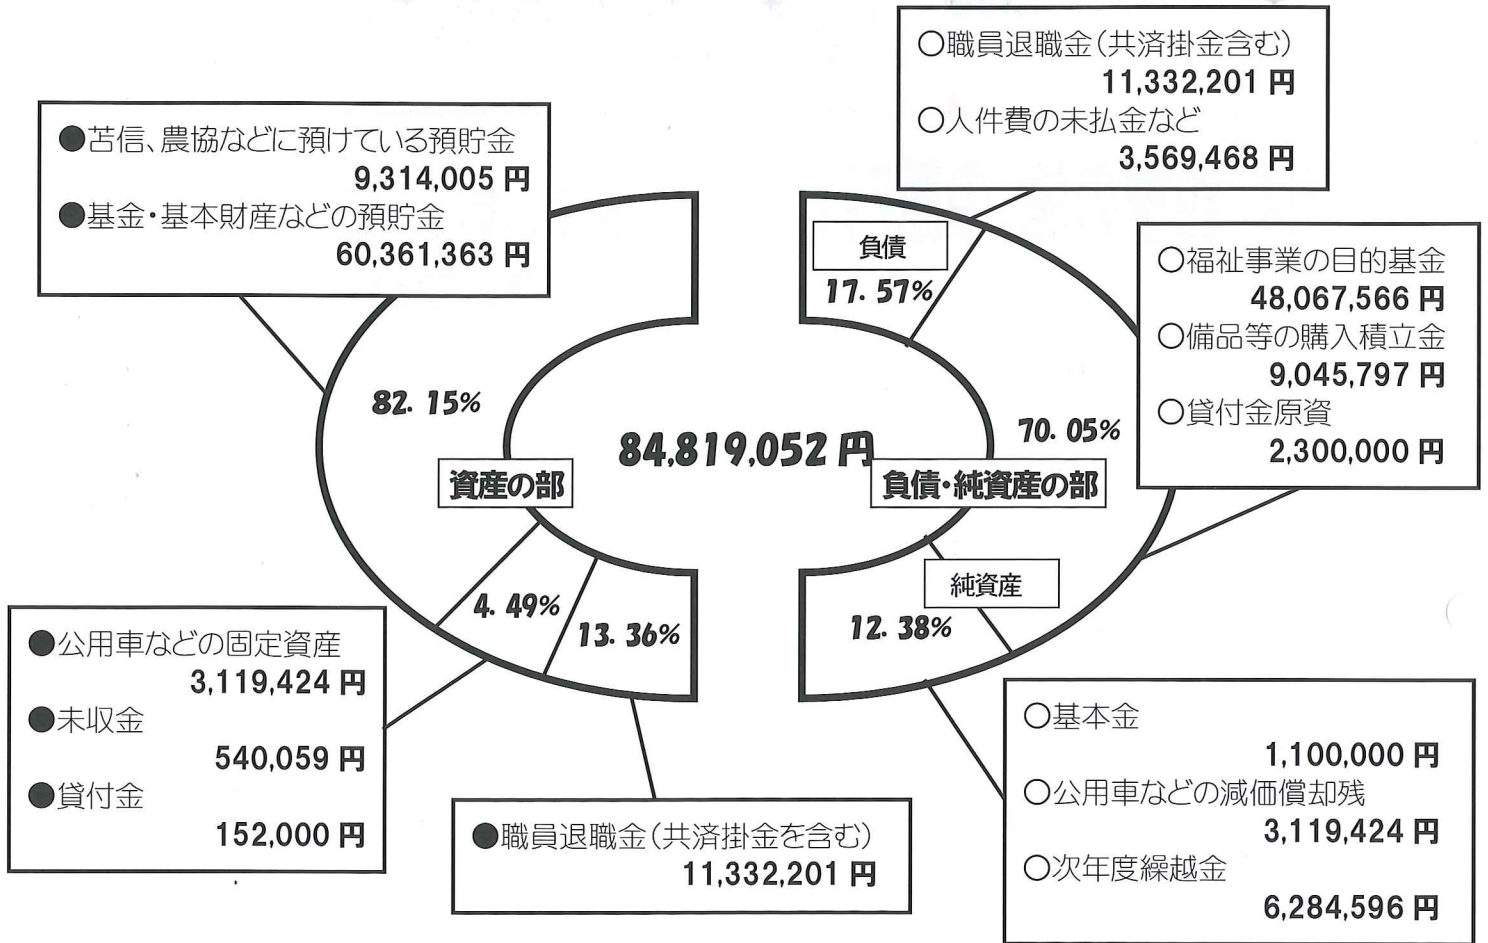 ●苫信、農協などに預けている預貯金
9,314,005 円
●基金・基本財産などの預貯金
60,361,363 円
○職員退職金(共済掛金含む)
11,332,201 円
○人件費の未払金など
3,569,468 円
負債
17. 57%
○福祉事業の目的基金
48,067,566 円
○備品等の購入積立金
9,045,797 円
○貸付金原資
2,300,000 円
82. 15%
84,819,052 円
70. 05%
資産の部
負債・純資産の部
純資産
4. 49%
13. 36%
12. 38%
●公用車などの固定資産
3,119,424 円
●未収金
540,059 円
●貸付金
152,000 円
●職員退職金(共済掛金を含む)
11,332,201 円
○基本金
1,100,000 円
○公用車などの減価償却残
3,119,424 円
○次年度繰越金
6,284,596 円